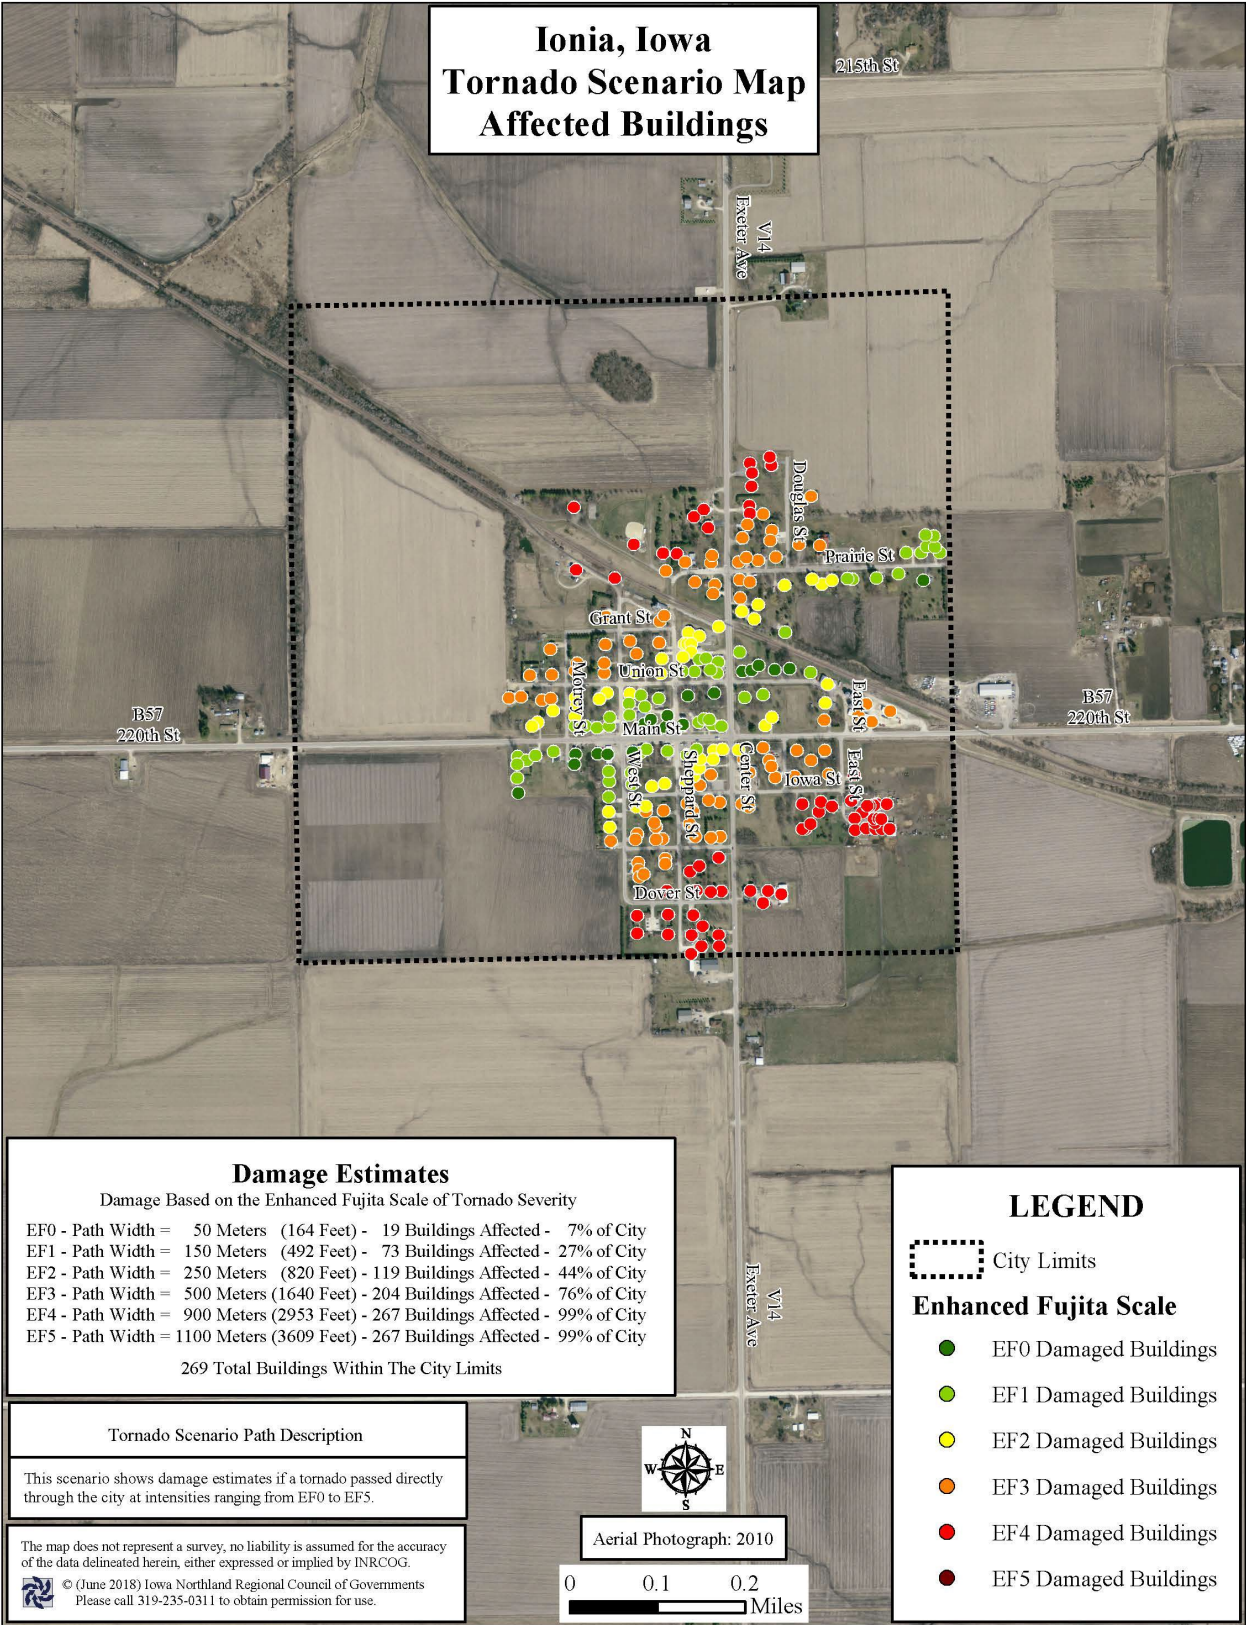 Ionia, Iowa
Tornado Scenario Map
Affected Buildings
215th St
V14
Exeter Ave
Douglas St
Prairie St
Grant St
Union St
Motrey St
East St
B57
220th St
B57
220th St
Main St
West St
Sheppard St
Center St
Iowa St
East St
Dover St
Damage Estimates
Damage Based on the Enhanced Fujita Scale of Tornado Severity
EF0 - Path Width = 50 Meters (164 Feet) - 19 Buildings Affected - 7% of City
EF1 - Path Width = 150 Meters (492 Feet) - 73 Buildings Affected - 27% of City
EF2 - Path Width = 250 Meters (820 Feet) - 119 Buildings Affected - 44% of City
EF3 - Path Width = 500 Meters (1640 Feet) - 204 Buildings Affected - 76% of City
EF4 - Path Width = 900 Meters (2953 Feet) - 267 Buildings Affected - 99% of City
EF5 - Path Width = 1100 Meters (3609 Feet) - 267 Buildings Affected - 99% of City
269 Total Buildings Within The City Limits
V14
Exeter Ave
LEGEND
City Limits
Enhanced Fujita Scale
EF0 Damaged Buildings
EF1 Damaged Buildings
EF2 Damaged Buildings
EF3 Damaged Buildings
EF4 Damaged Buildings
EF5 Damaged Buildings
Tornado Scenario Path Description
This scenario shows damage estimates if a tornado passed directly
through the city at intensities ranging from EF0 to EF5.
The map does not represent a survey, no liability is assumed for the accuracy
of the data delineated herein, either expressed or implied by INRCOG.
© (June 2018) Iowa Northland Regional Council of Governments
Please call 319-235-0311 to obtain permission for use.
N
W E
S
Aerial Photograph: 2010
0 0.1 0.2
Miles